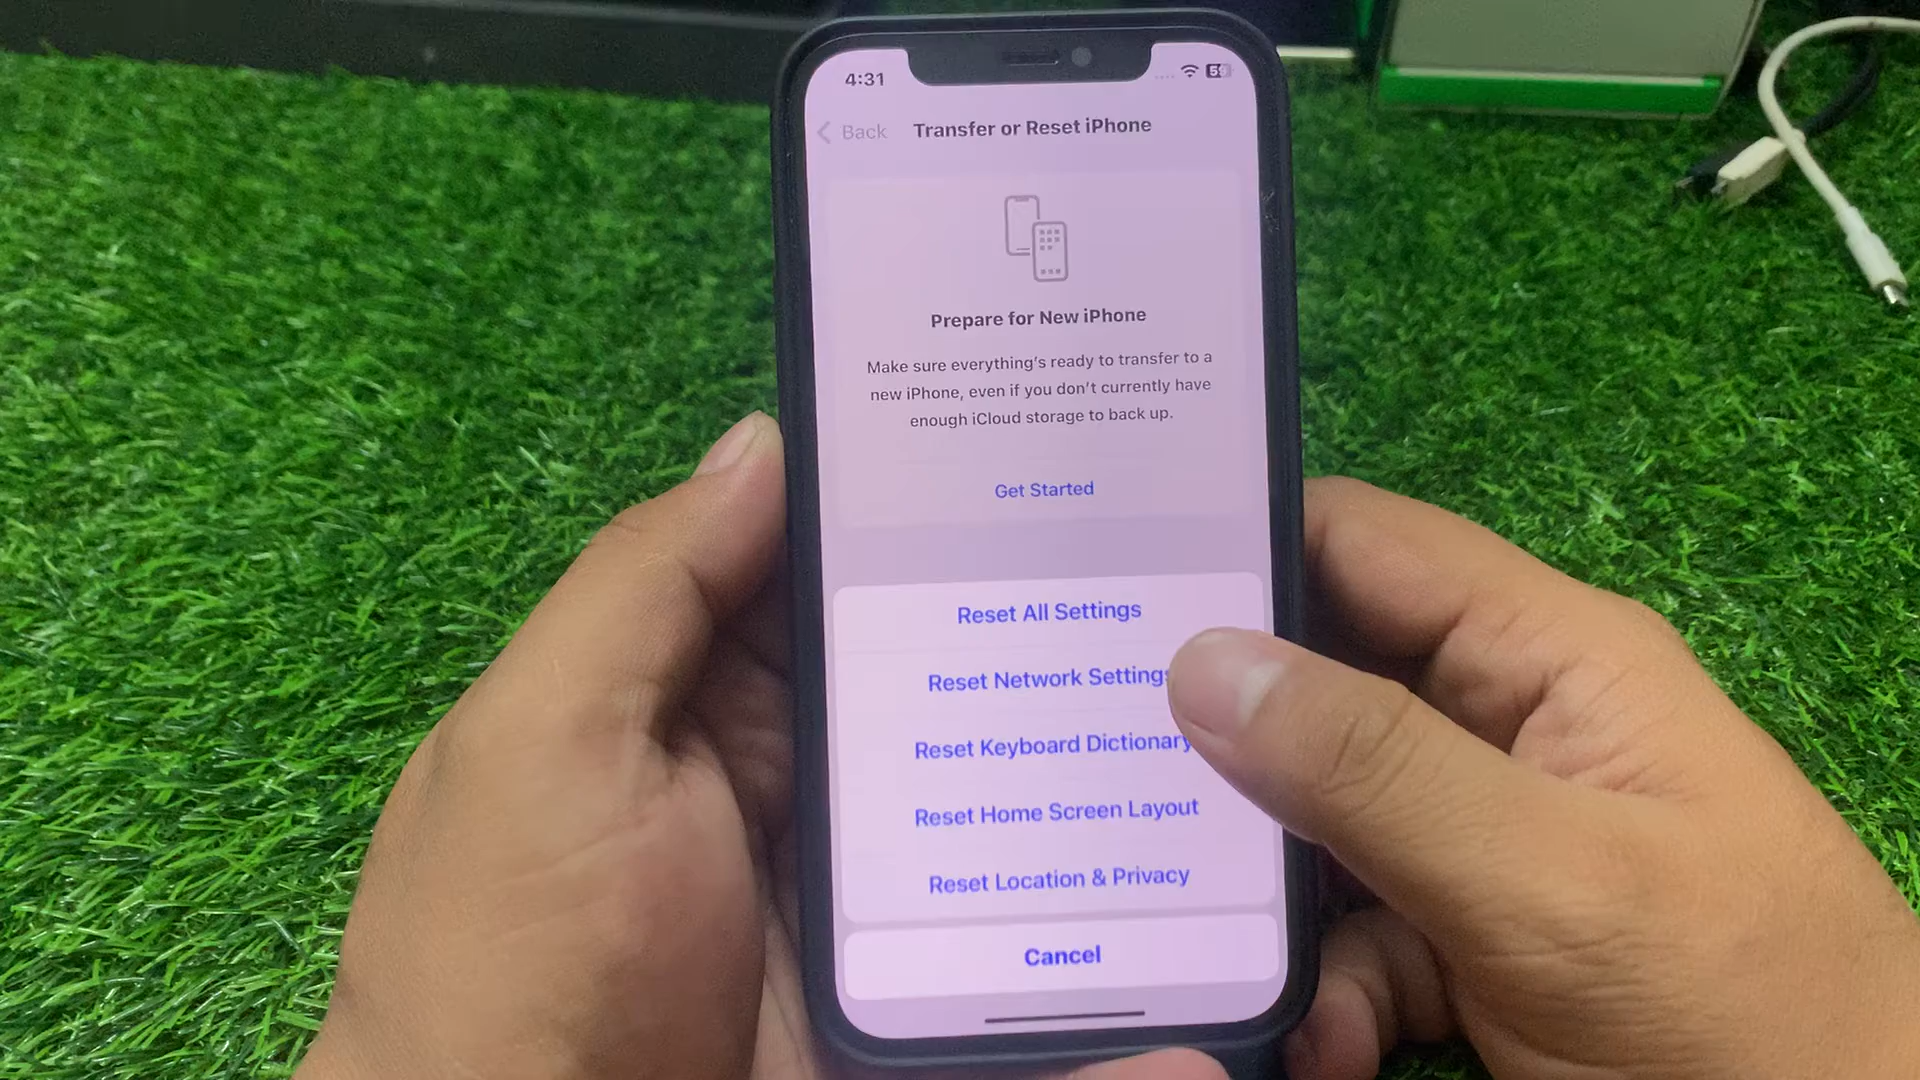 4:31
59
Back
Transfer or Reset iPhone
Prepare for New iPhone
Make sure everything's ready to transfer to a
new iPhone, even if you don't currently have
enough iCloud storage to back up.
Get Started
Reset All Settings
Reset Network Settings
Reset Keyboard Dictionary
Reset Home Screen Layout
Reset Location & Privacy
Cancel